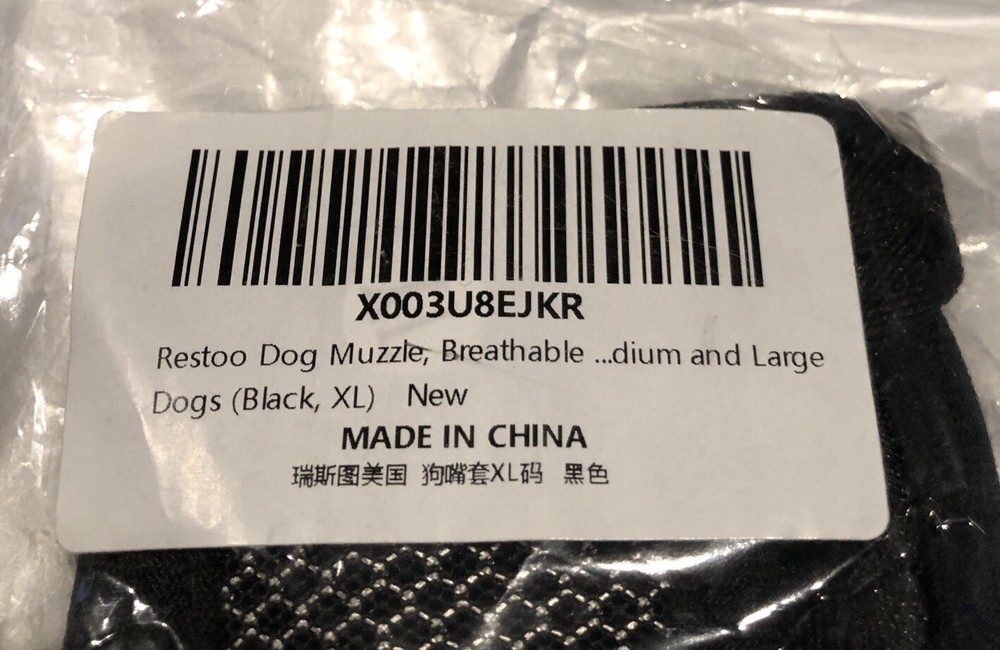 X003U8EJKR
Restoo Dog Muzzle, Breathable ...dium and Large
Dogs (Black, XL) New
MADE IN CHINA
瑞斯图美国 狗嘴套XL码 黑色